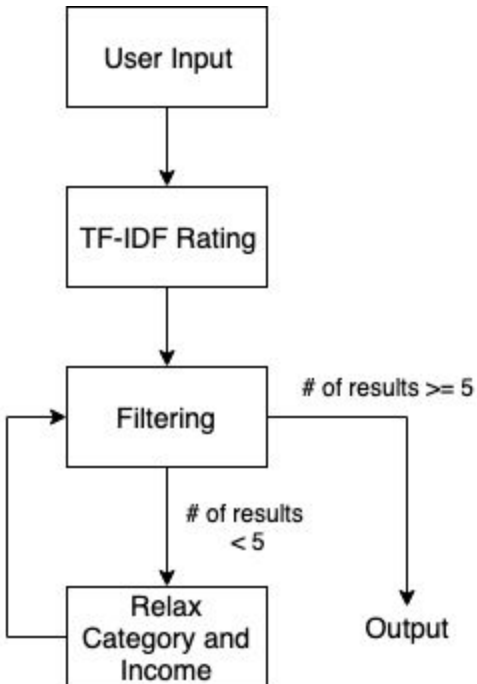 User Input
TF-IDF Rating
Filtering
# of results >= 5
# of results
< 5
Relax
Category and
Income
Output